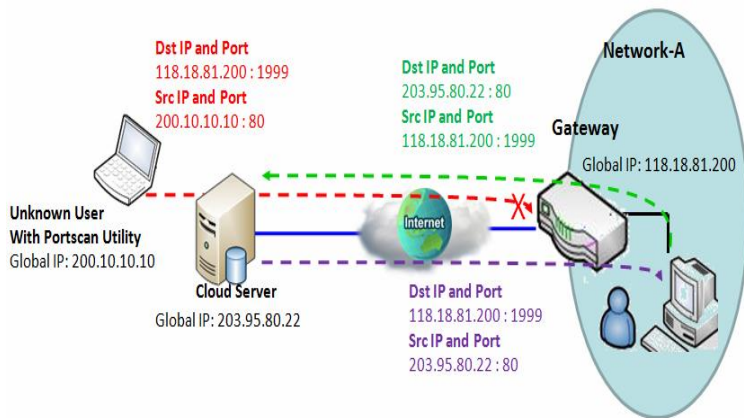 Dst IP and Port
118.18.81.200 : 1999
Src IP and Port
200.10.10.10 : 80
Dst IP and Port
203.95.80.22 : 80
Src IP and Port
118.18.81.200 : 1999
Network-A
Gateway
Global IP: 118.18.81.200
Unknown User
With Portscan Utility
Global IP: 200.10.10.10
Internet
Cloud Server
Global IP: 203.95.80.22
Dst IP and Port
118.18.81.200 : 1999
Src IP and Port
203.95.80.22 : 80